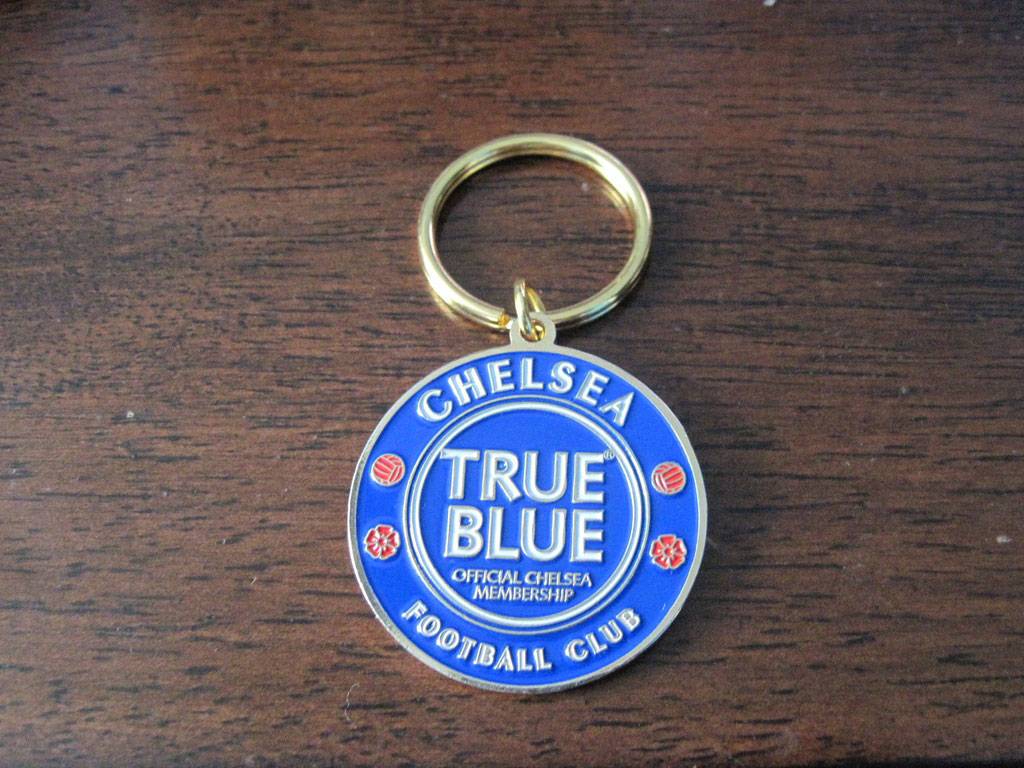 CHELSEA
TRUE®
BLUE
OFFICIAL CHELSEA
MEMBERSHIP
FOOTBALL CLUB